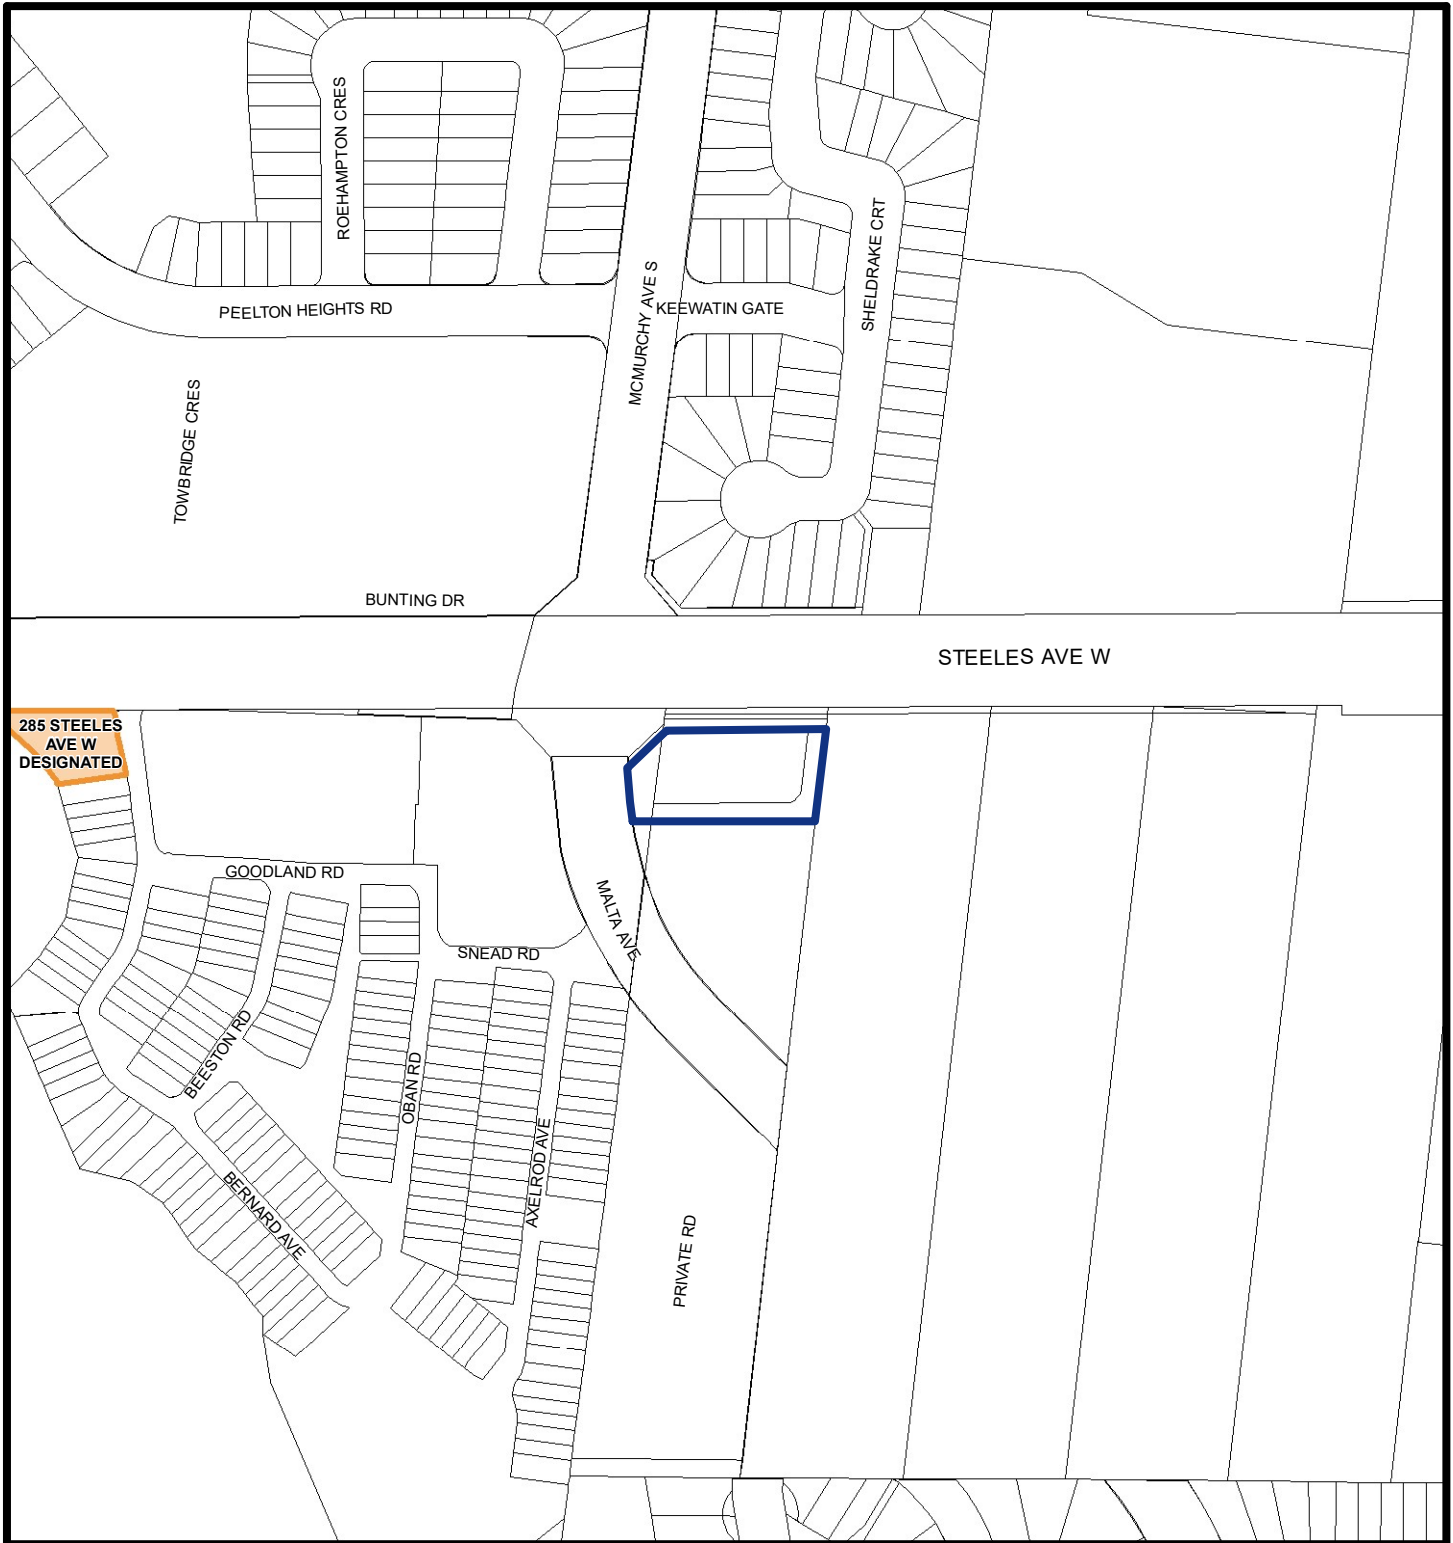 ROEHAMPTON CRES
SHELDRAKE CRT
PEELTON HEIGHTS RD
MCMURCHY AVE S
KEEWATIN GATE
TOWBRIDGE CRES
BUNTING DR
STEELES AVE W
285 STEELES
AVE W
DESIGNATED
GOODLAND RD
MALTA AVE
SNEAD RD
BEESTON RD
OBAN RD
AXELROD AVE
BERNARD AVE
PRIVATE RD